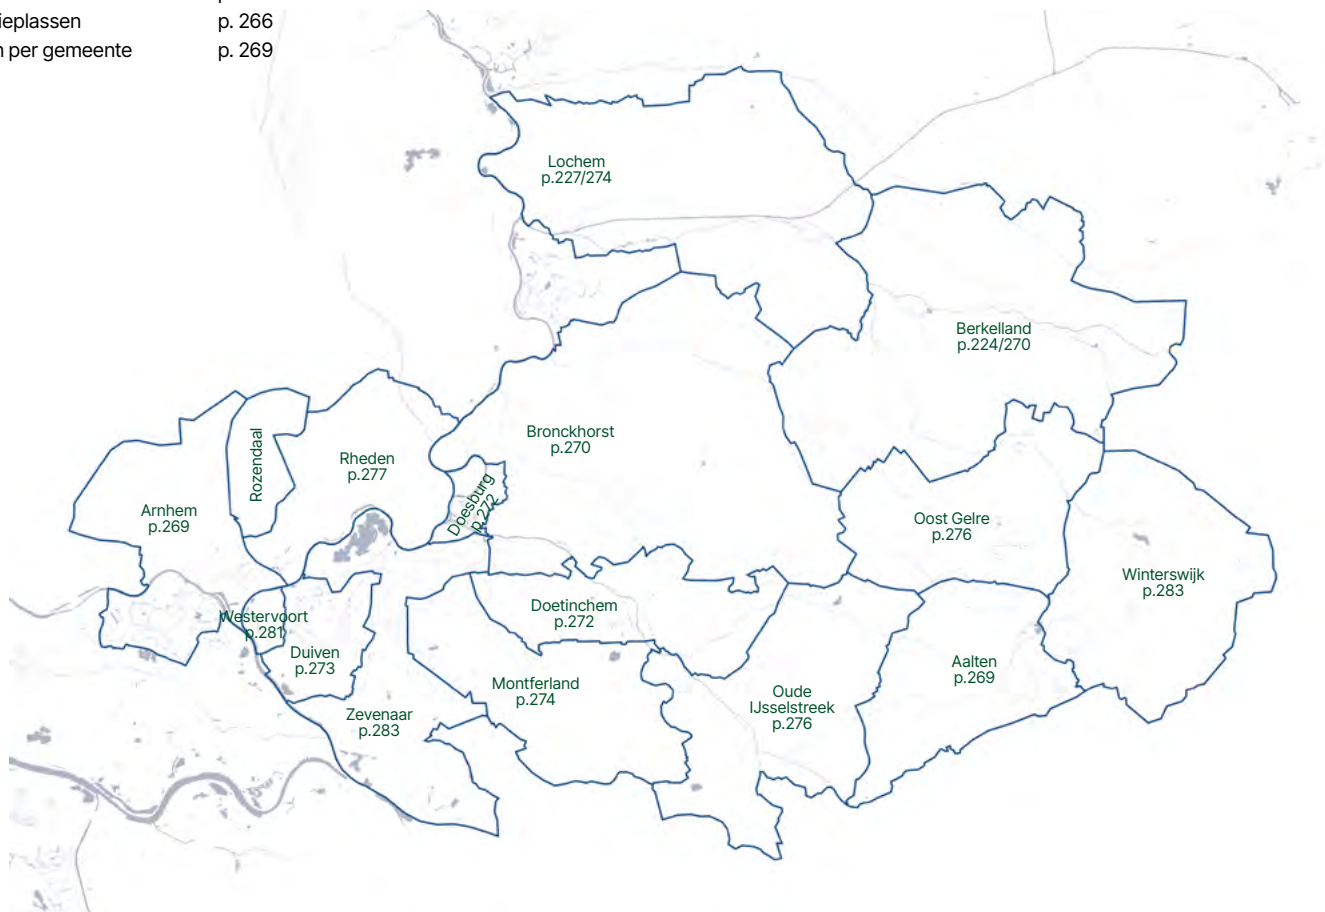 ieplassen p. 266
per gemeente p. 269
Lochem
p.227/274
Berkelland
p.224/270
Bronckhorst
p.270
Rozendaal
Rheden
p.277
Doesburg
p.272
Arnhem
p.269
Oost Gelre
p.276
Winterswijk
p.283
Westervoort
p.281
Doetinchem
p.272
Duiven
p.273
Aalten
p.269
Montferland
p.274
Oude
IJsselstreek
p.276
Zevenaar
p.283